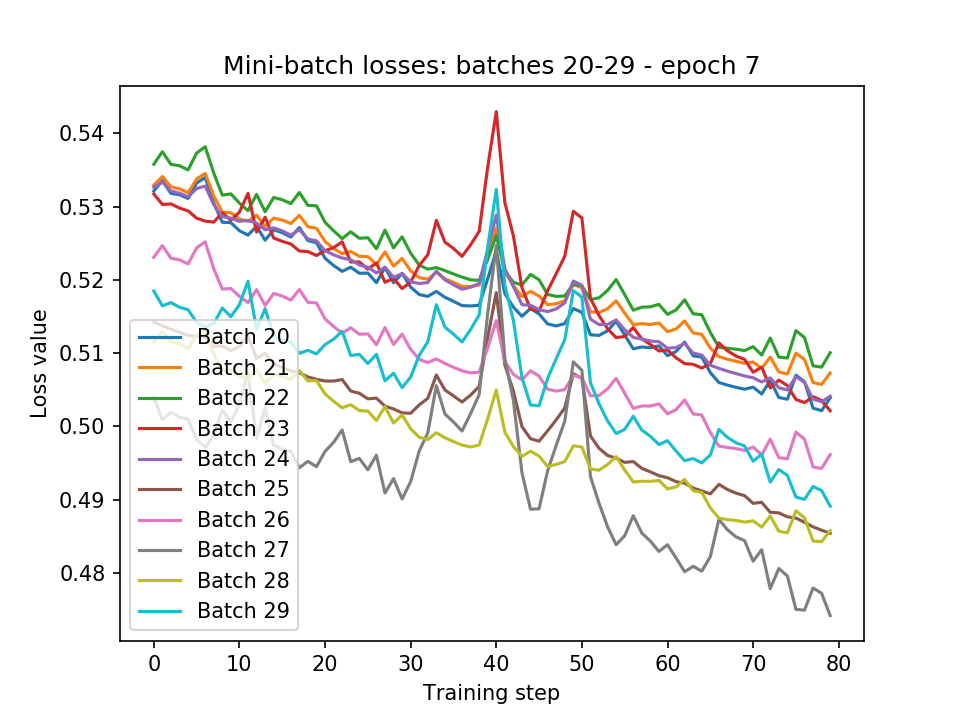 Mini-batch losses: batches 20-29 - epoch 7
Loss value
0.54
0.53
0.52
0.51
0.50
0.49
0.48
Batch 20
Batch 21
Batch 22
Batch 23
Batch 24
Batch 25
Batch 26
Batch 27
Batch 28
Batch 29
0 10 20 30 40 50 60 70 80
Training step